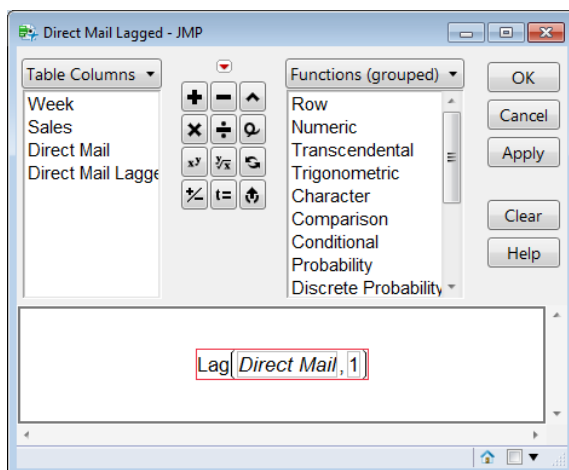 Direct Mail Lagged - JMP
Table Columns
Week
Sales
Direct Mail
Direct Mail Lagge
xʸ
ʸ√x
t=
Functions (grouped)
Row
Numeric
Transcendental
Trigonometric
Character
Comparison
Conditional
Probability
Discrete Probability
OK
Cancel
Apply
Clear
Help
Lag(Direct Mail, 1)